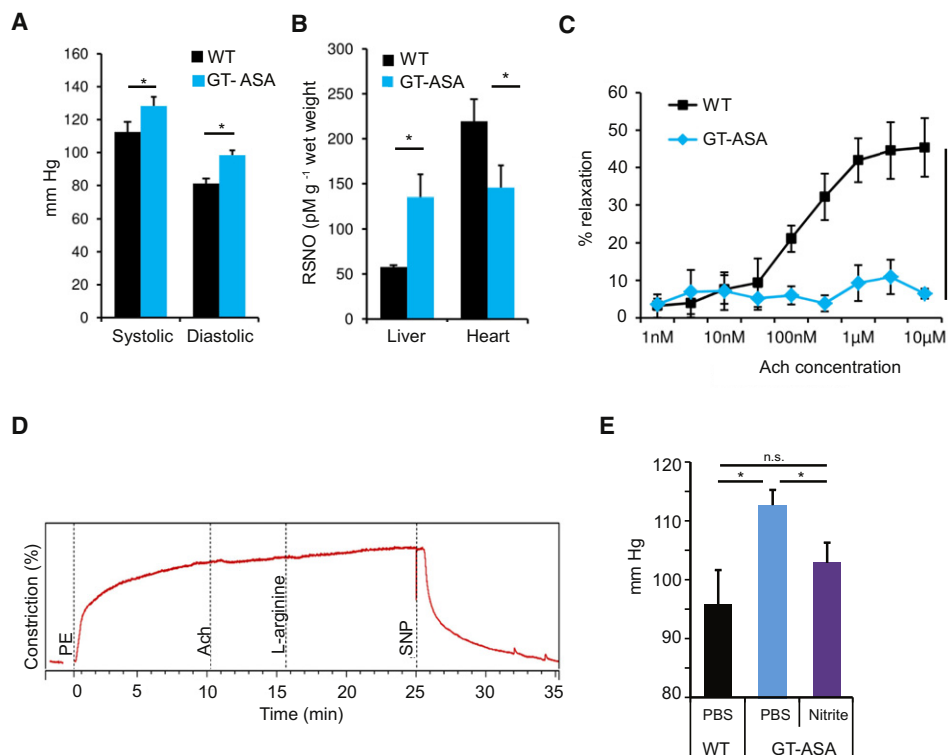 A
mm Hg
160
140
120
100
80
60
40
20
0
WT
GT- ASA
*
*
Systolic
Diastolic
B
RSNO (pM g -1 wet weight)
300
250
200
150
100
50
0
WT
GT-ASA
*
*
Liver
Heart
C
% relaxation
60
50
40
30
20
10
0
WT
GT-ASA
1nM
10nM
100nM
1µM
10µM
Ach concentration
D
Constriction (%)
PE
Ach
L-arginine
SNP
0
5
10
15
20
25
30
35
Time (min)
E
mm Hg
120
110
100
90
80
n.s.
*
*
PBS
PBS
Nitrite
WT
GT-ASA